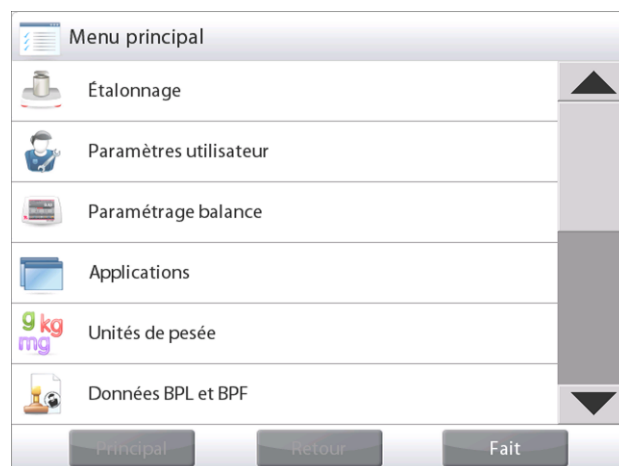 Menu principal
Étalonnage
Paramètres utilisateur
Paramétrage balance
Applications
g kg
mg
Unités de pesée
Données BPL et BPF
Principal Retour Fait